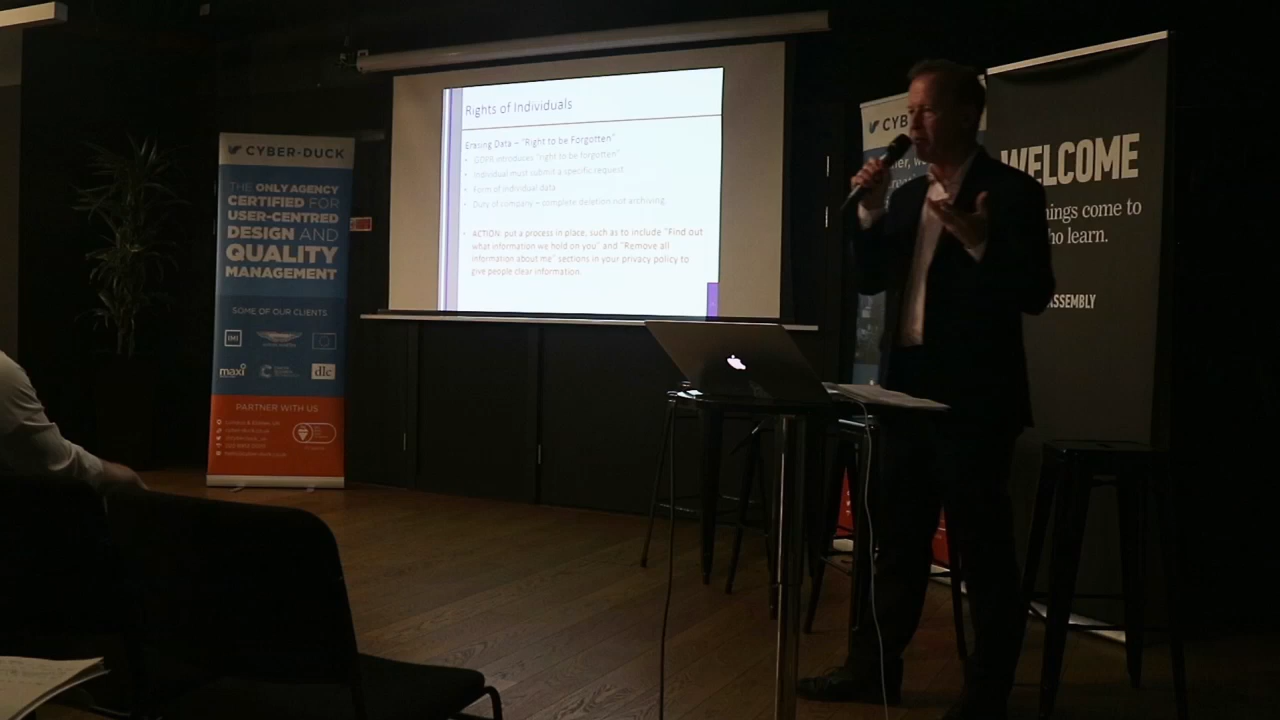 CYBER-DUCK
THE ONLY AGENCY
CERTIFIED FOR
USER-CENTRED
DESIGN AND
QUALITY
MANAGEMENT
SOME OF OUR CLIENTS
IMI
maxi
dlc
PARTNER WITH US
Rights of Individuals
Erasing Data – "Right to be Forgotten"
• GDPR introduces "right to be forgotten"
• Individual must submit a specific request
• Form of individual data
• Duty of company – complete deletion not archiving.
• ACTION: put a process in place, such as to include "Find out
what information we hold on you" and "Remove all
information about me" sections in your privacy policy to
give people clear information.
CYB
WELCOME
ings come to
ho learn.
SSEMBLY